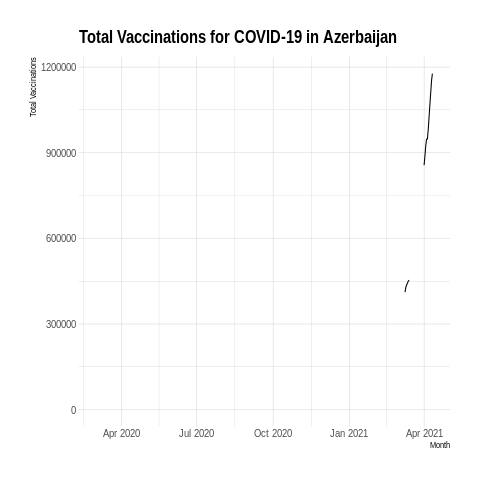 Total Vaccinations for COVID-19 in Azerbaijan
Total Vaccinations
1200000
900000
600000
300000
0
Apr 2020 Jul 2020 Oct 2020 Jan 2021 Apr 2021
Month